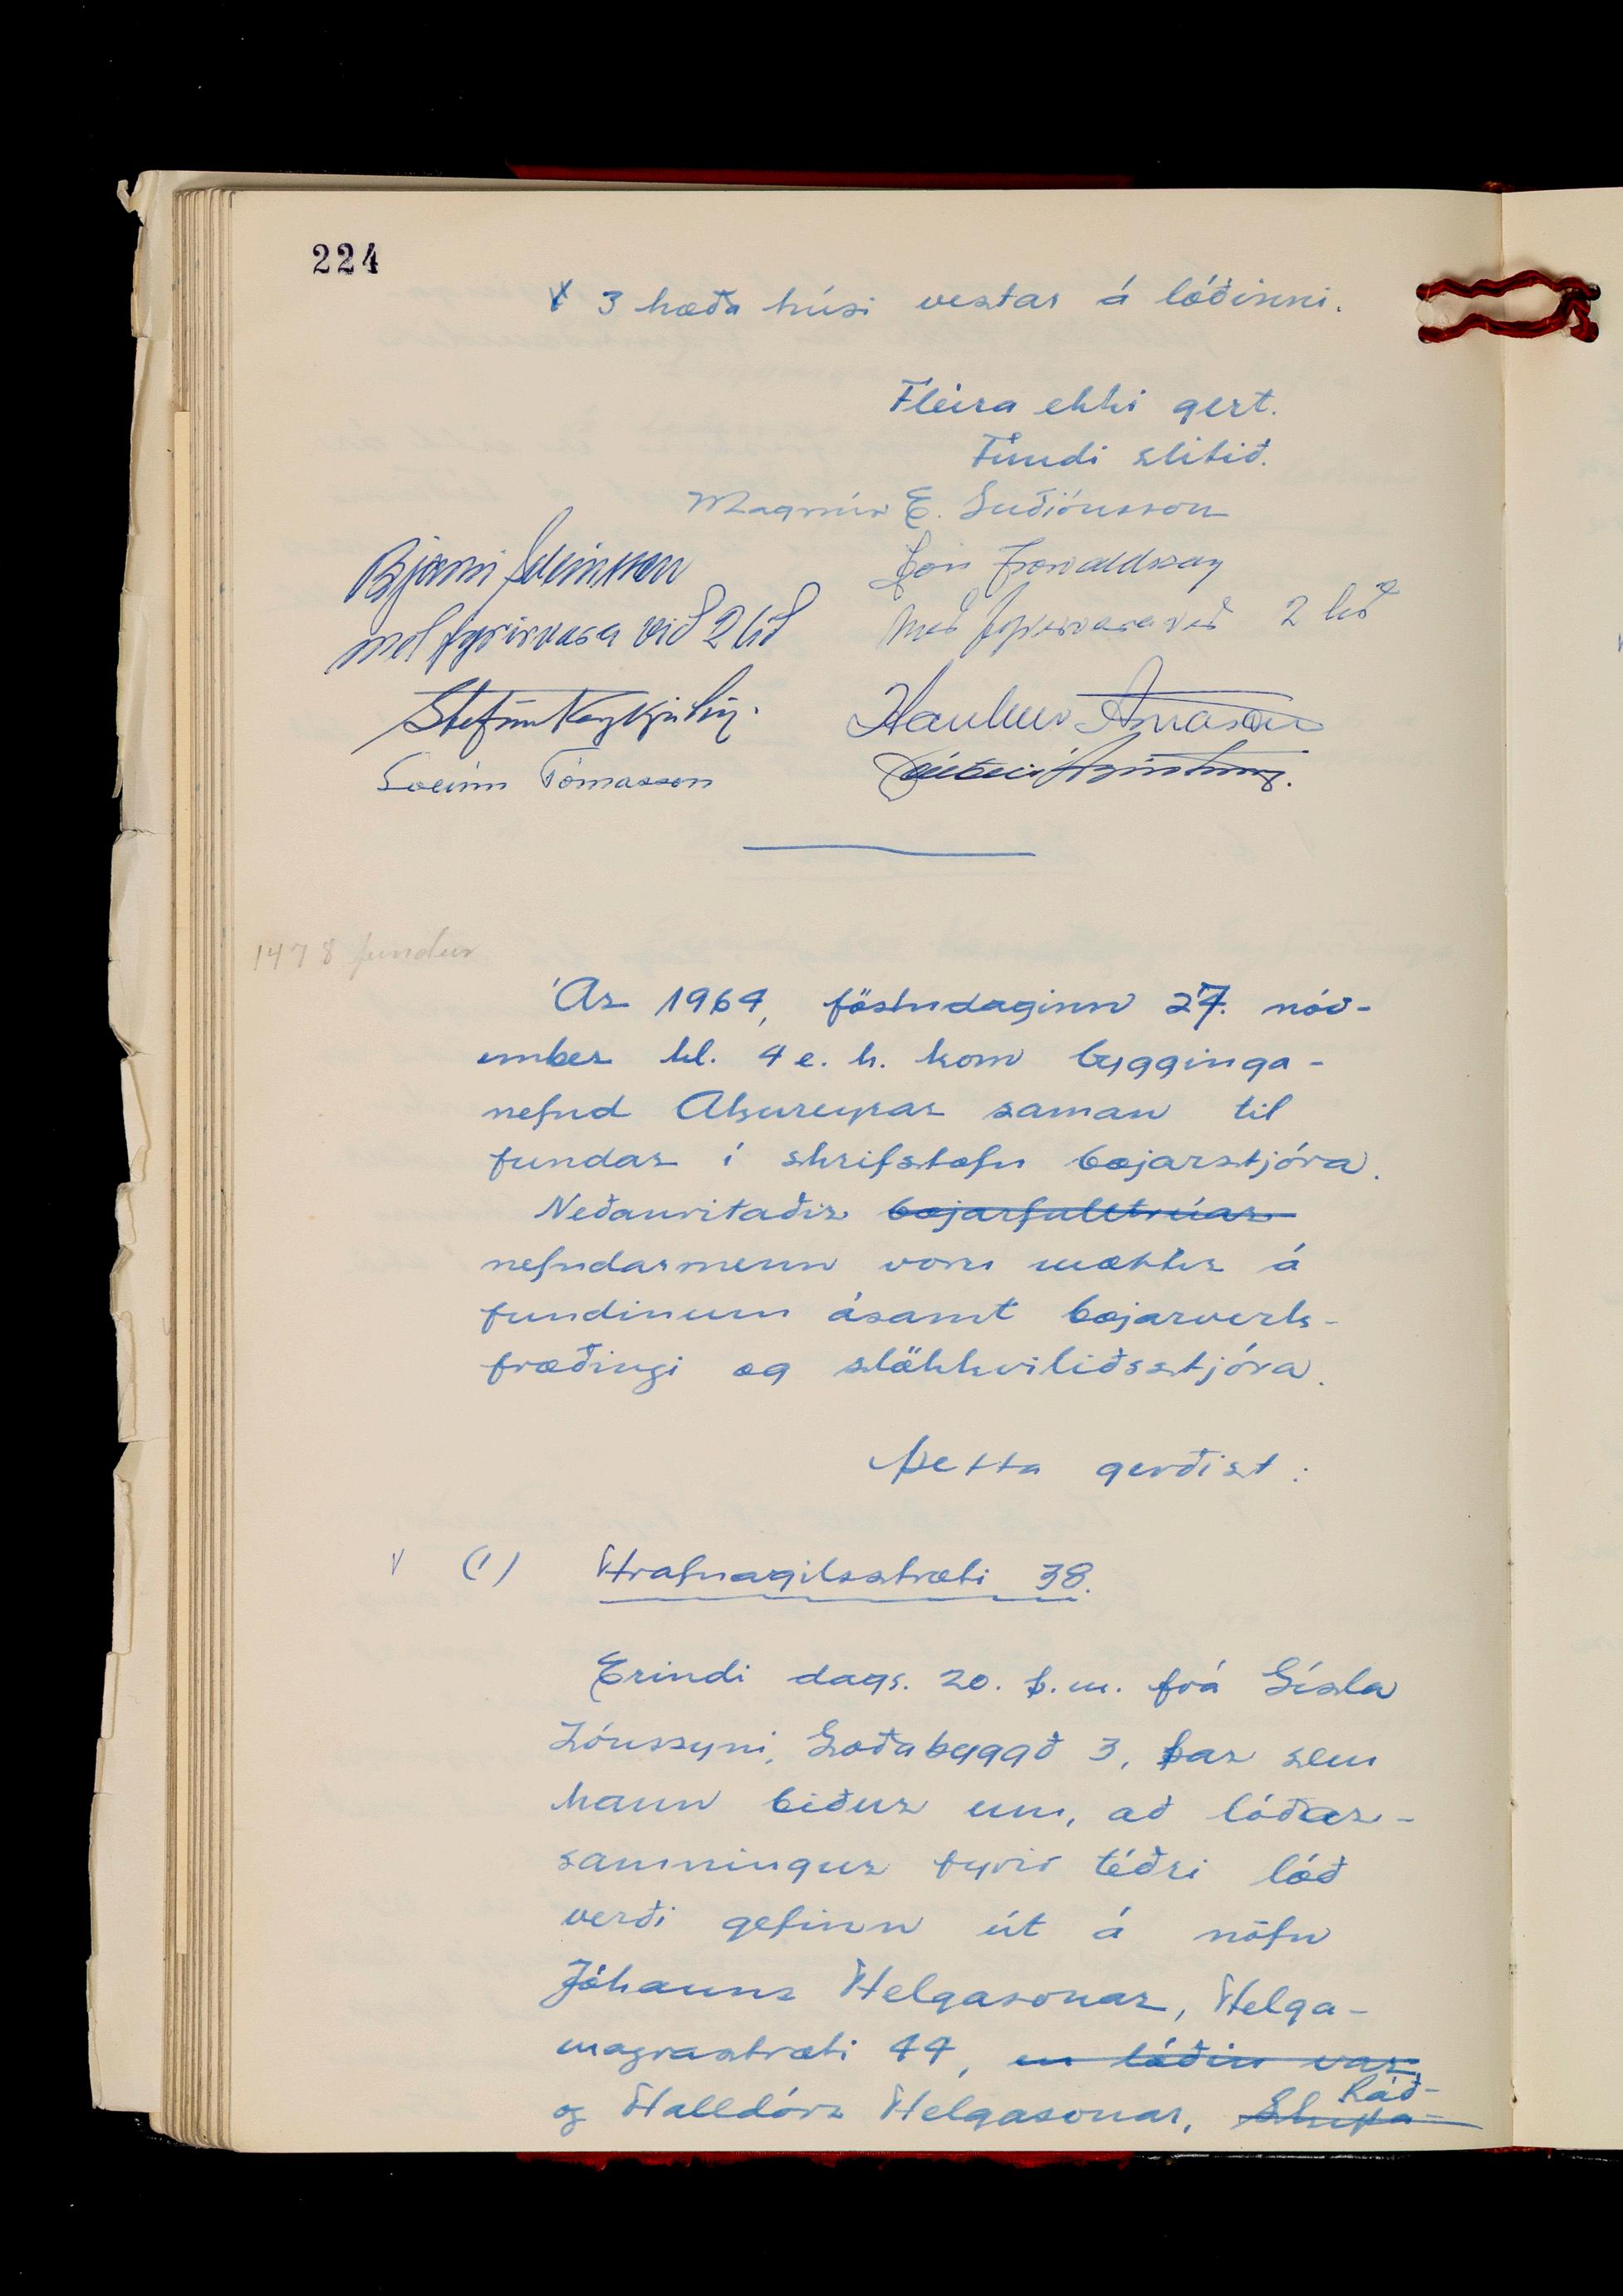 224
3 hæða húsi vestar á lóðinni.
Fleira ekki gert.
Fundi slitið.
Magnús E. Guðjónsson
Bjarni Sveinsson
Jón Þorvaldsson
með fyrirvara við 2 lið
með fyrirvara við 2 lið
Stefán Reykjalín.
Haukur Árnason
Sveinn Tómasson
1478 fundur
Ár 1964, föstudaginn 27. nóv-
ember kl. 4 e. h. kom bygginga-
nefnd Akureyrar saman til
fundar í skrifstofu bæjarstjóra.
Neðanritaðir bæjarfulltrúar
nefndarmenn voru mættir á
fundinum ásamt bæjarverk-
fræðingi og slökkviliðsstjóra.
Þetta gerðist:
(1) Hrafnagilsstræti 38.
Erindi dags. 20. þ.m. frá Gísla
Jónssyni, Goðabyggð 3, þar sem
hann biður um, að lóðar-
samningur fyrir téðri lóð
verði gefinn út á nöfn
Jóhanns Helgasonar, Helga-
magrastræti 44, en lóðin var
og Halldórs Helgasonar, Ráð-